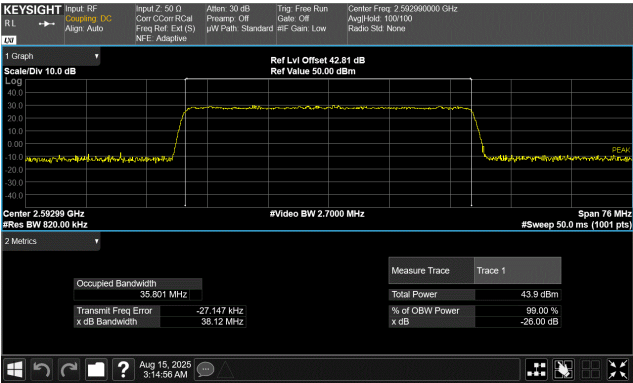 KEYSIGHT
Input: RF
Input Z: 50 Ω
Atten: 30 dB
Trig: Free Run
Center Freq: 2.592990000 GHz
RL
Coupling: DC
Corr CCorr RCal
Preamp: Off
Gate: Off
Avg|Hold: 100/100
Align: Auto
Freq Ref: Ext (S)
µW Path: Standard
#IF Gain: Low
Radio Std: None
LXI
NFE: Adaptive
1 Graph
Ref Lvl Offset 42.81 dB
Scale/Div 10.0 dB
Ref Value 50.00 dBm
Log
40.0
30.0
20.0
10.0
0.00
-10.0
PEAK
-20.0
-30.0
-40.0
Center 2.59299 GHz
#Video BW 2.7000 MHz
Span 76 MHz
#Res BW 820.00 kHz
#Sweep 50.0 ms (1001 pts)
2 Metrics
Measure Trace
Trace 1
Occupied Bandwidth
35.801 MHz
Total Power
43.9 dBm
Transmit Freq Error
-27.147 kHz
% of OBW Power
99.00 %
x dB Bandwidth
38.12 MHz
x dB
-26.00 dB
?
Aug 15, 2025
3:14:56 AM